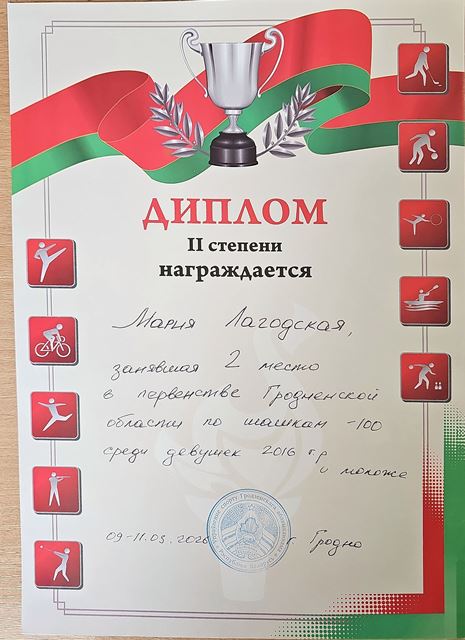 ДИПЛОМ
II степени
награждается
Мария Лагодская,
занявшая 2 место
в первенстве Гродненской
области по шашкам -100
среди девушек 2016 г.р
и моложе
09-11.05.2026 г. Гродно